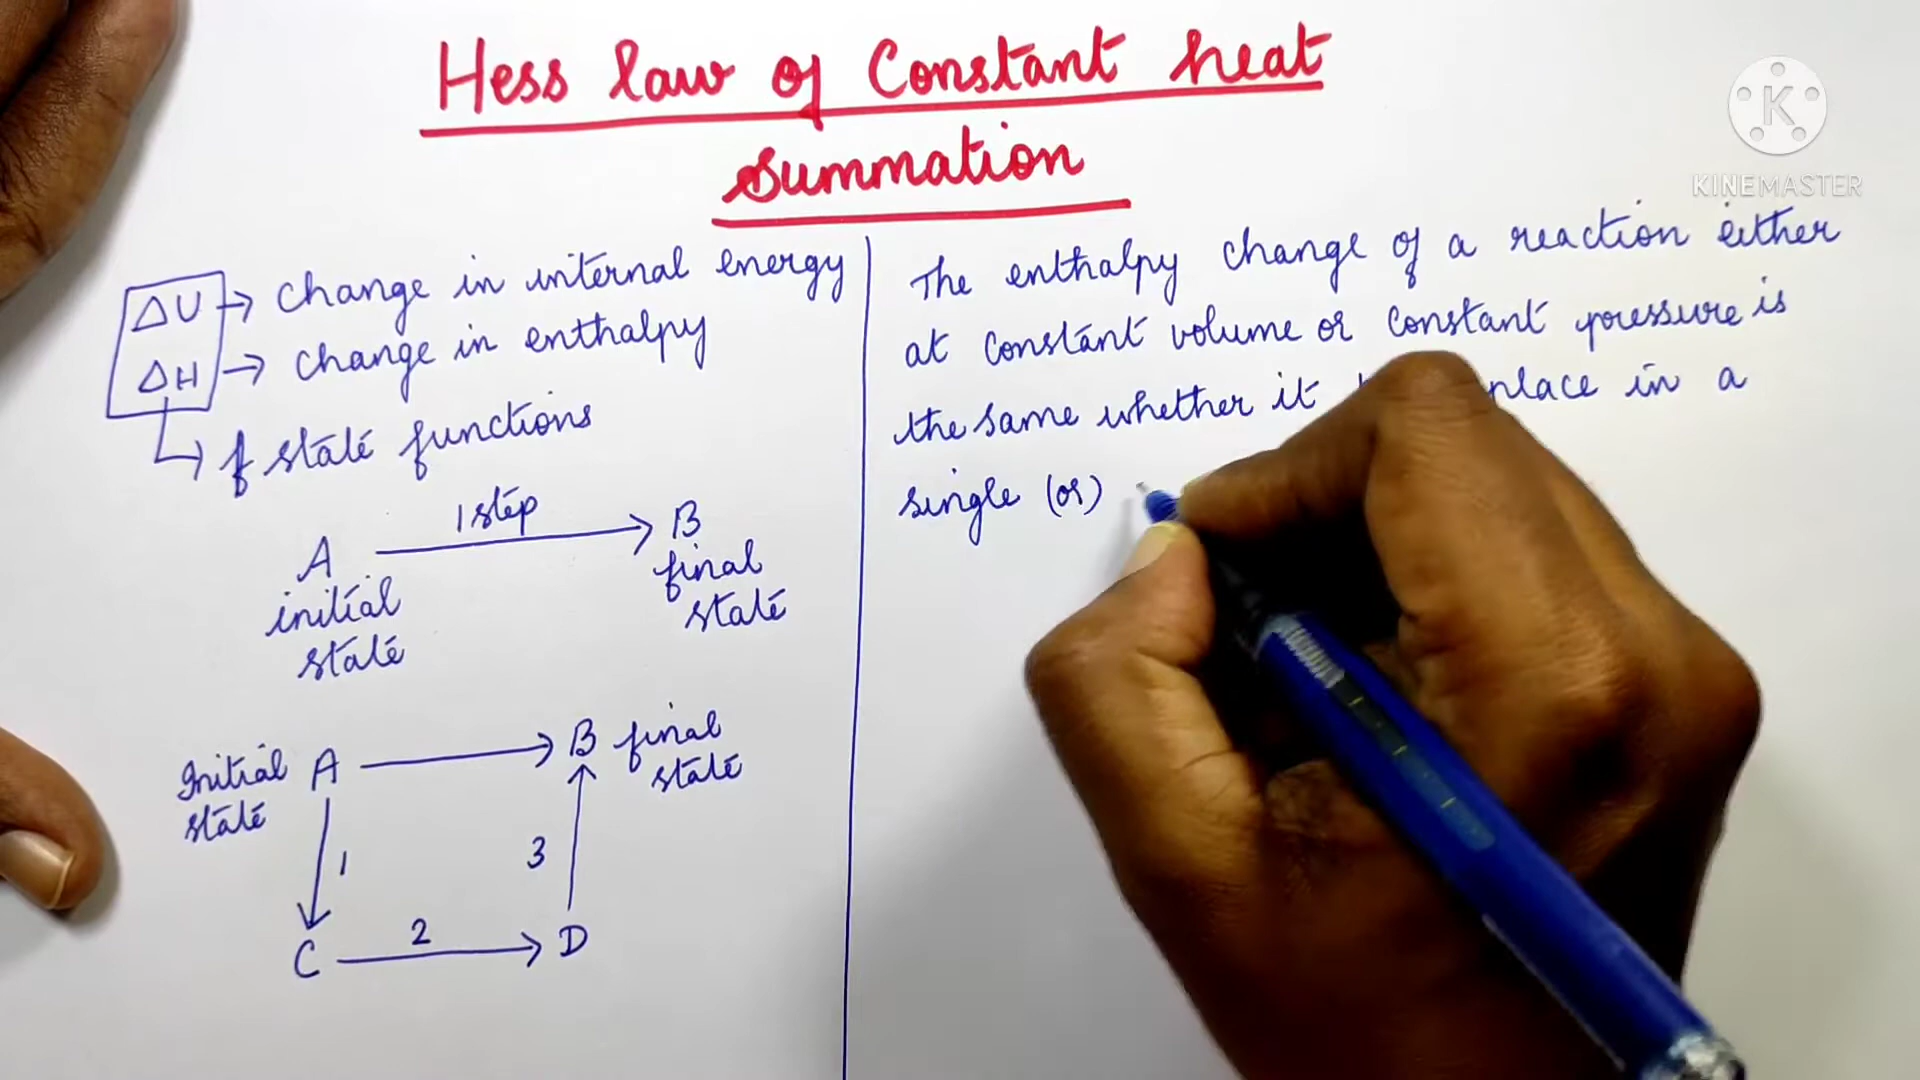 Hess law of Constant heat
summation
KINEMASTER
ΔU → change in internal energy
ΔH → change in enthalpy
↳ f state functions
A 1 step → B
initial
state
final
state
Initial
state
A → B final
state
1
3
C 2 → D
The enthalpy change of a reaction either
at constant volume or constant pressure is
the same whether it place in a
single (or)